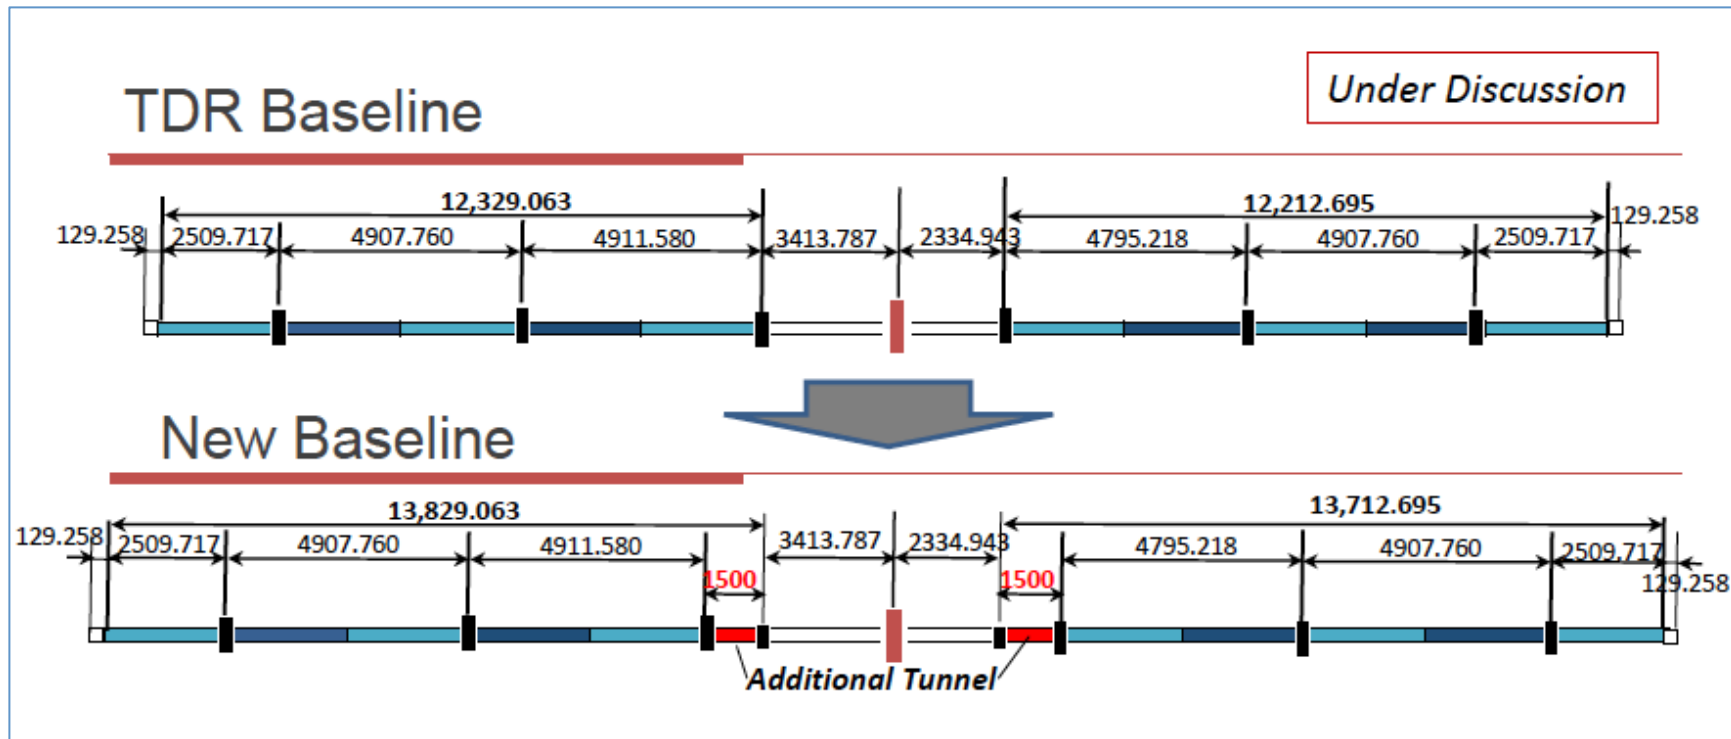 Under Discussion
TDR Baseline
12,329.063
12,212.695
129.258 2509.717 4907.760 4911.580 3413.787 2334.943 4795.218 4907.760 2509.717 129.258
New Baseline
13,829.063
13,712.695
129.258 2509.717 4907.760 4911.580 3413.787 2334.943 4795.218 4907.760 2509.717
1500 1500 129.258
Additional Tunnel